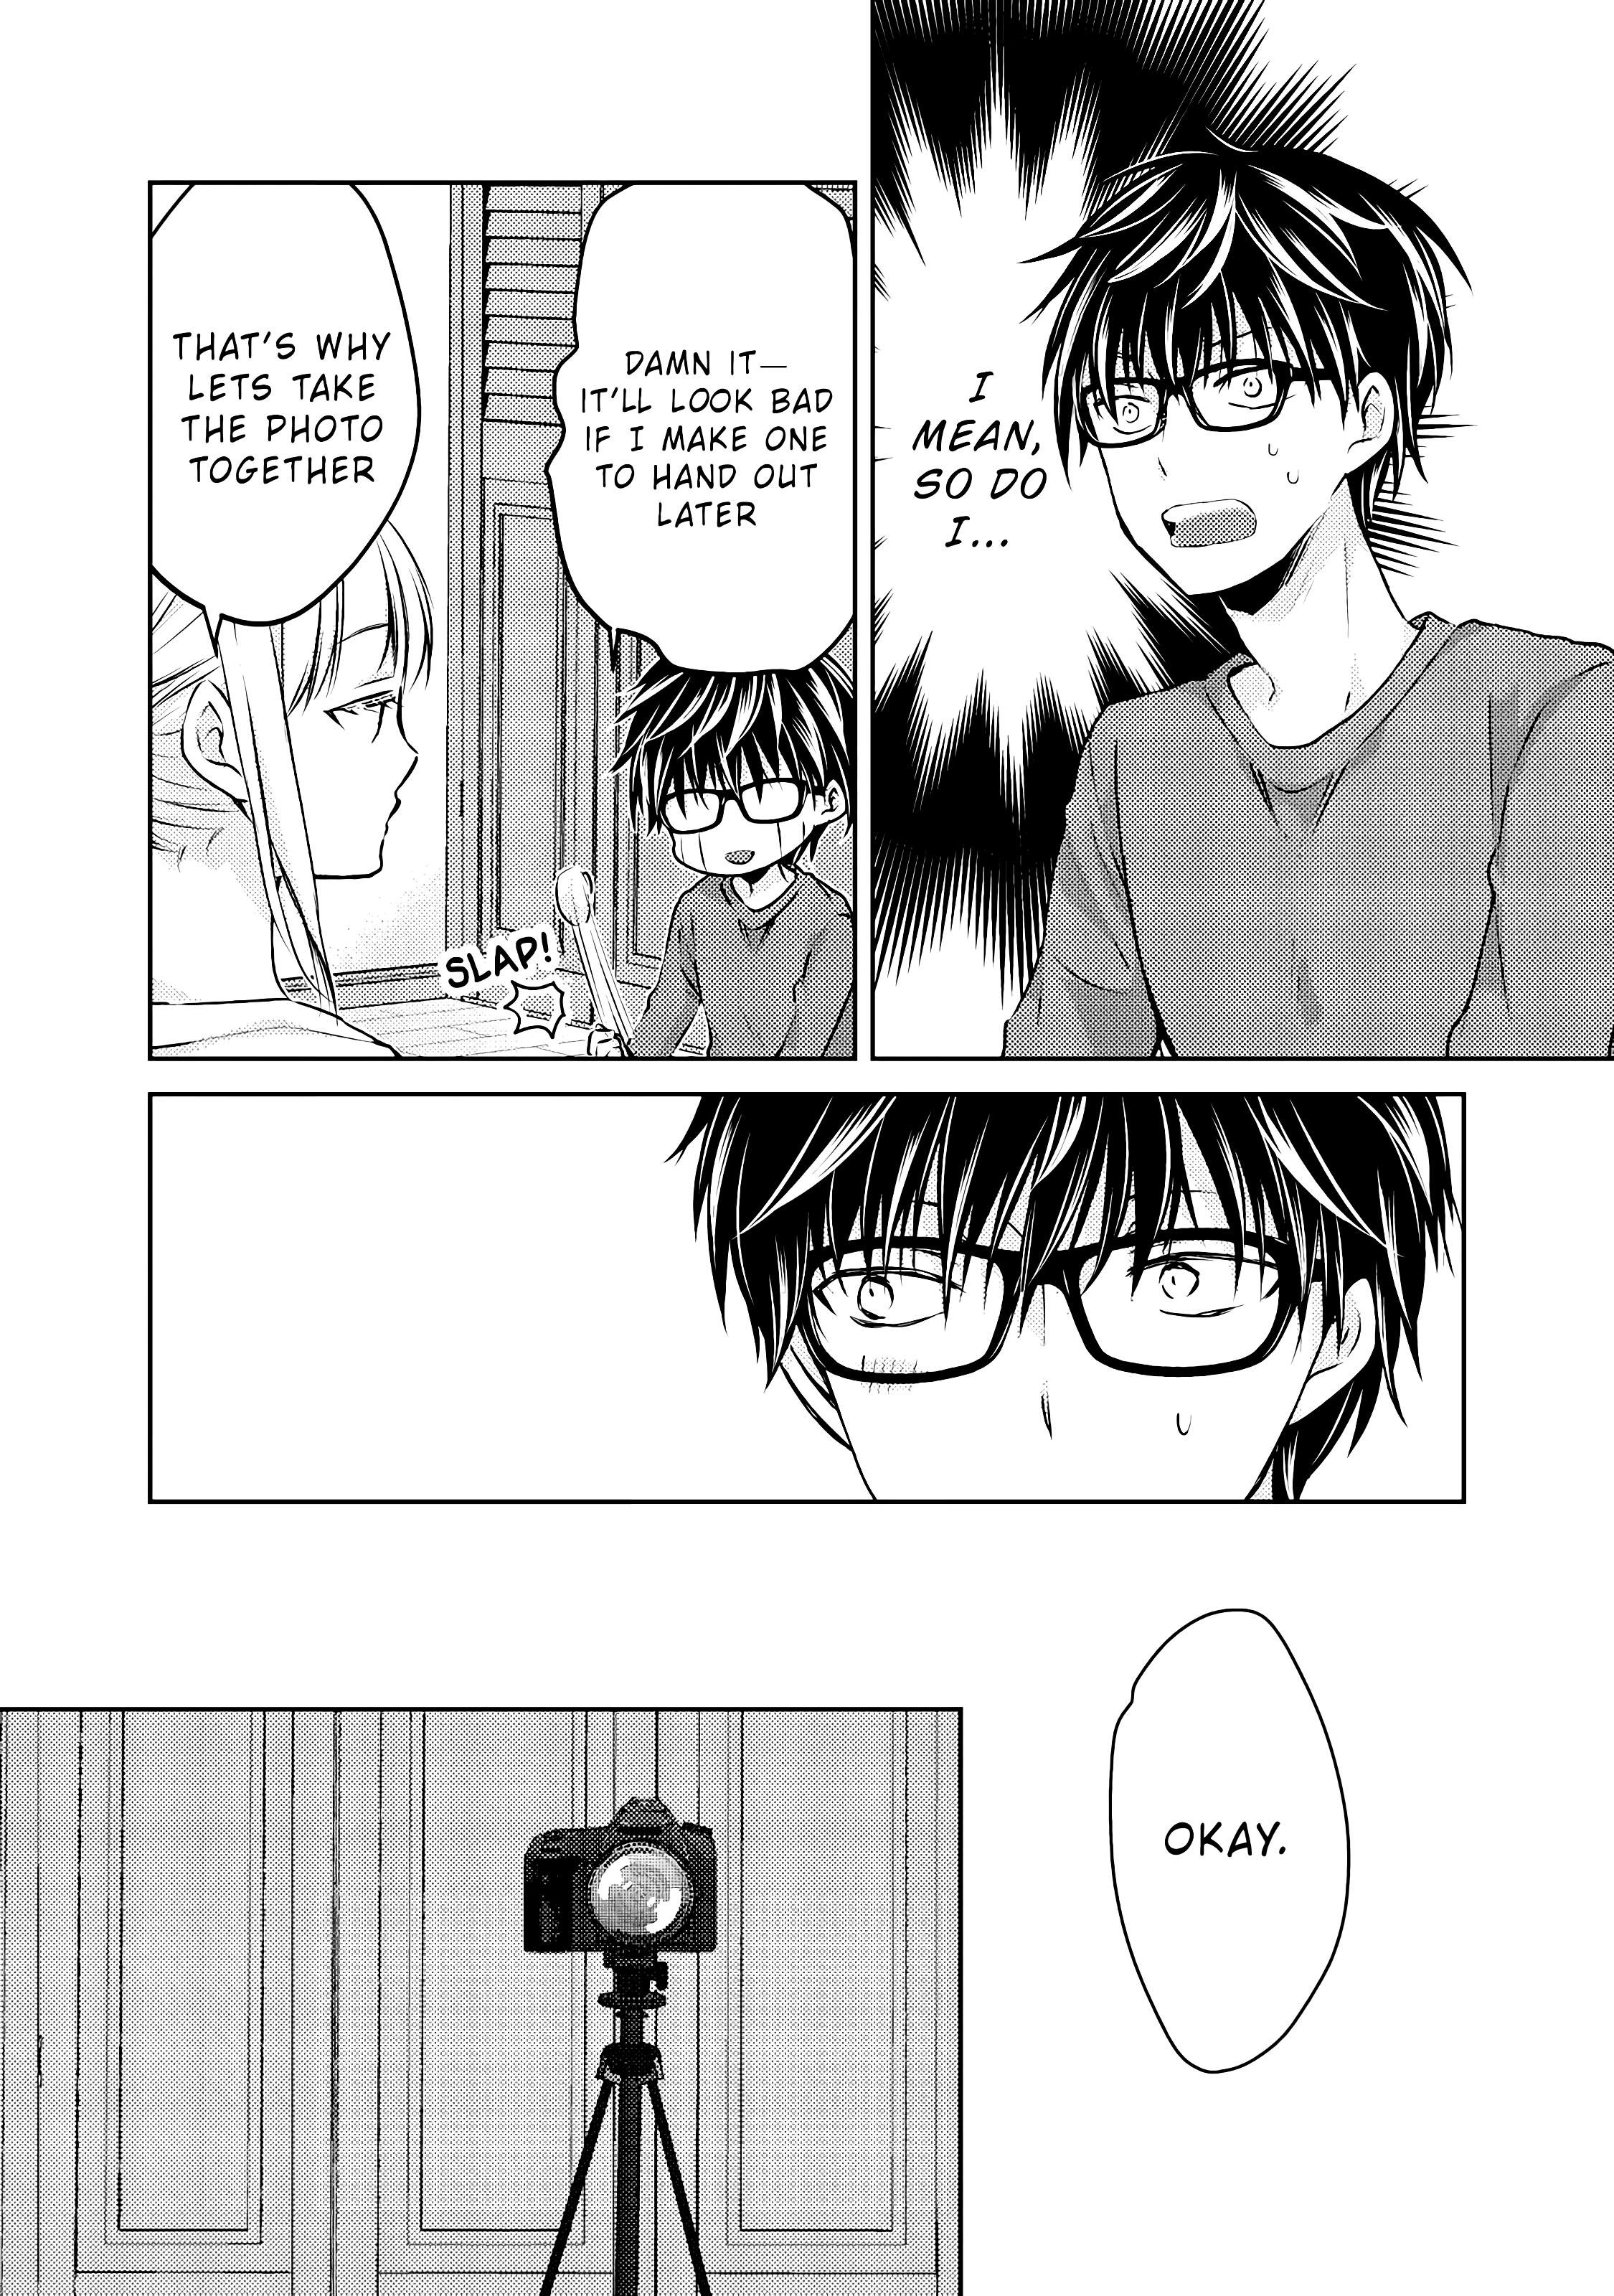 I
MEAN,
SO DO
I...
DAMN IT—
IT'LL LOOK BAD
IF I MAKE ONE
TO HAND OUT
LATER
THAT'S WHY
LETS TAKE
THE PHOTO
TOGETHER
SLAP!
OKAY.